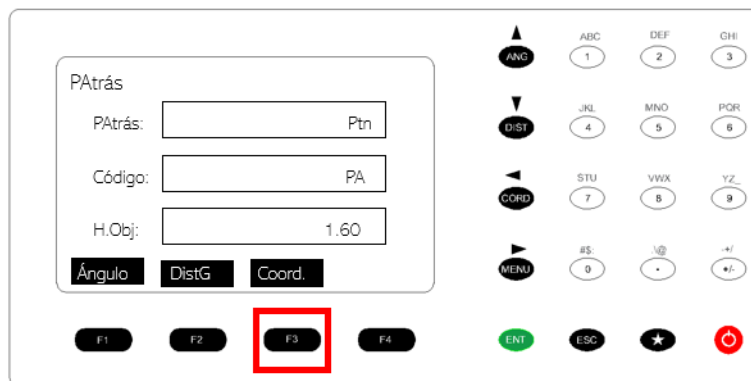 PAtrás
PAtrás: Ptn
Código: PA
H.Obj: 1.60
Ángulo DistG Coord.
F1 F2 F3 F4
ABC DEF GHI
ANG 1 2 3
JKL MNO PQR
DIST 4 5 6
STU VWX YZ_
CORD 7 8 9
#$: .\@ -+/
MENU 0 . +/-
ENT ESC